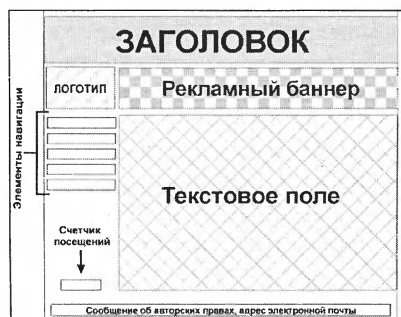 ЗАГОЛОВОК
ЛОГОТИП
Рекламный баннер
Элементы навигации
Текстовое поле
Счетчик
посещений
Сообщение об авторских правах, адрес электронной почты